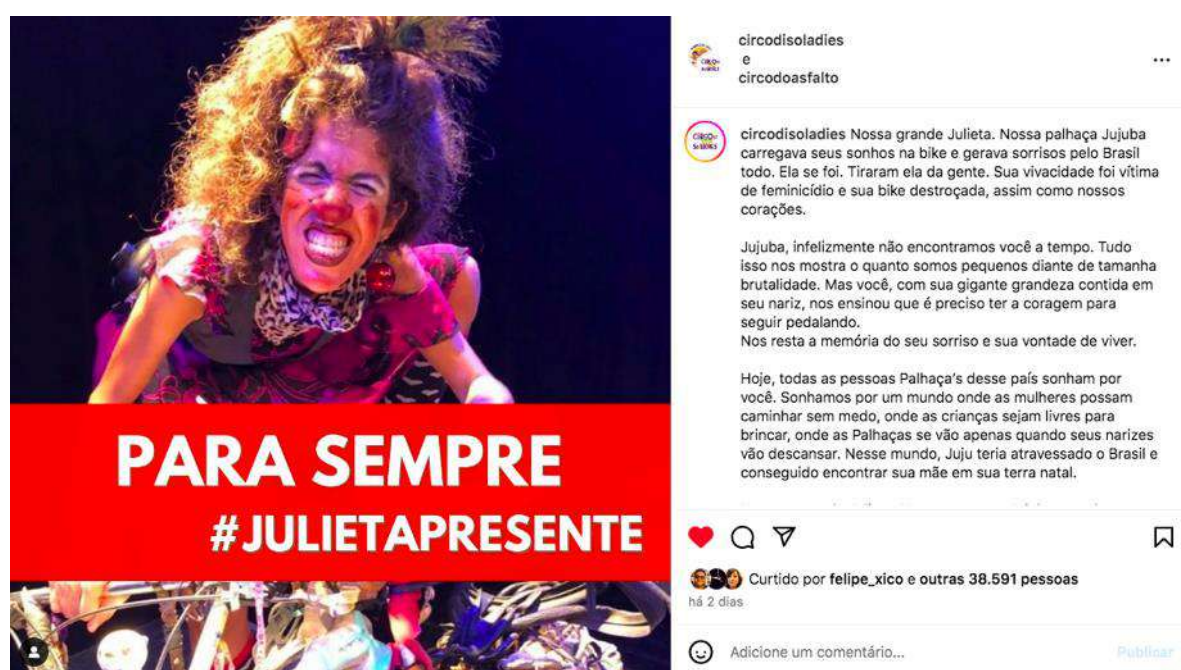 PARA SEMPRE
#JULIETAPRESENTE
circodisoladies
e
circodoasfalto
circodisoladies Nossa grande Julieta. Nossa palhaça Jujuba
carregava seus sonhos na bike e gerava sorrisos pelo Brasil
todo. Ela se foi. Tiraram ela da gente. Sua vivacidade foi vítima
de feminicídio e sua bike destroçada, assim como nossos
corações.
Jujuba, infelizmente não encontramos você a tempo. Tudo
isso nos mostra o quanto somos pequenos diante de tamanha
brutalidade. Mas você, com sua gigante grandeza contida em
seu nariz, nos ensinou que é preciso ter a coragem para
seguir pedalando.
Nos resta a memória do seu sorriso e sua vontade de viver.
Hoje, todas as pessoas Palhaça's desse país sonham por
você. Sonhamos por um mundo onde as mulheres possam
caminhar sem medo, onde as crianças sejam livres para
brincar, onde as Palhaças se vão apenas quando seus narizes
vão descansar. Nesse mundo, Juju teria atravessado o Brasil e
conseguido encontrar sua mãe em sua terra natal.
Curtido por felipe_xico e outras 38.591 pessoas
há 2 dias
Adicione um comentário...
Publicar